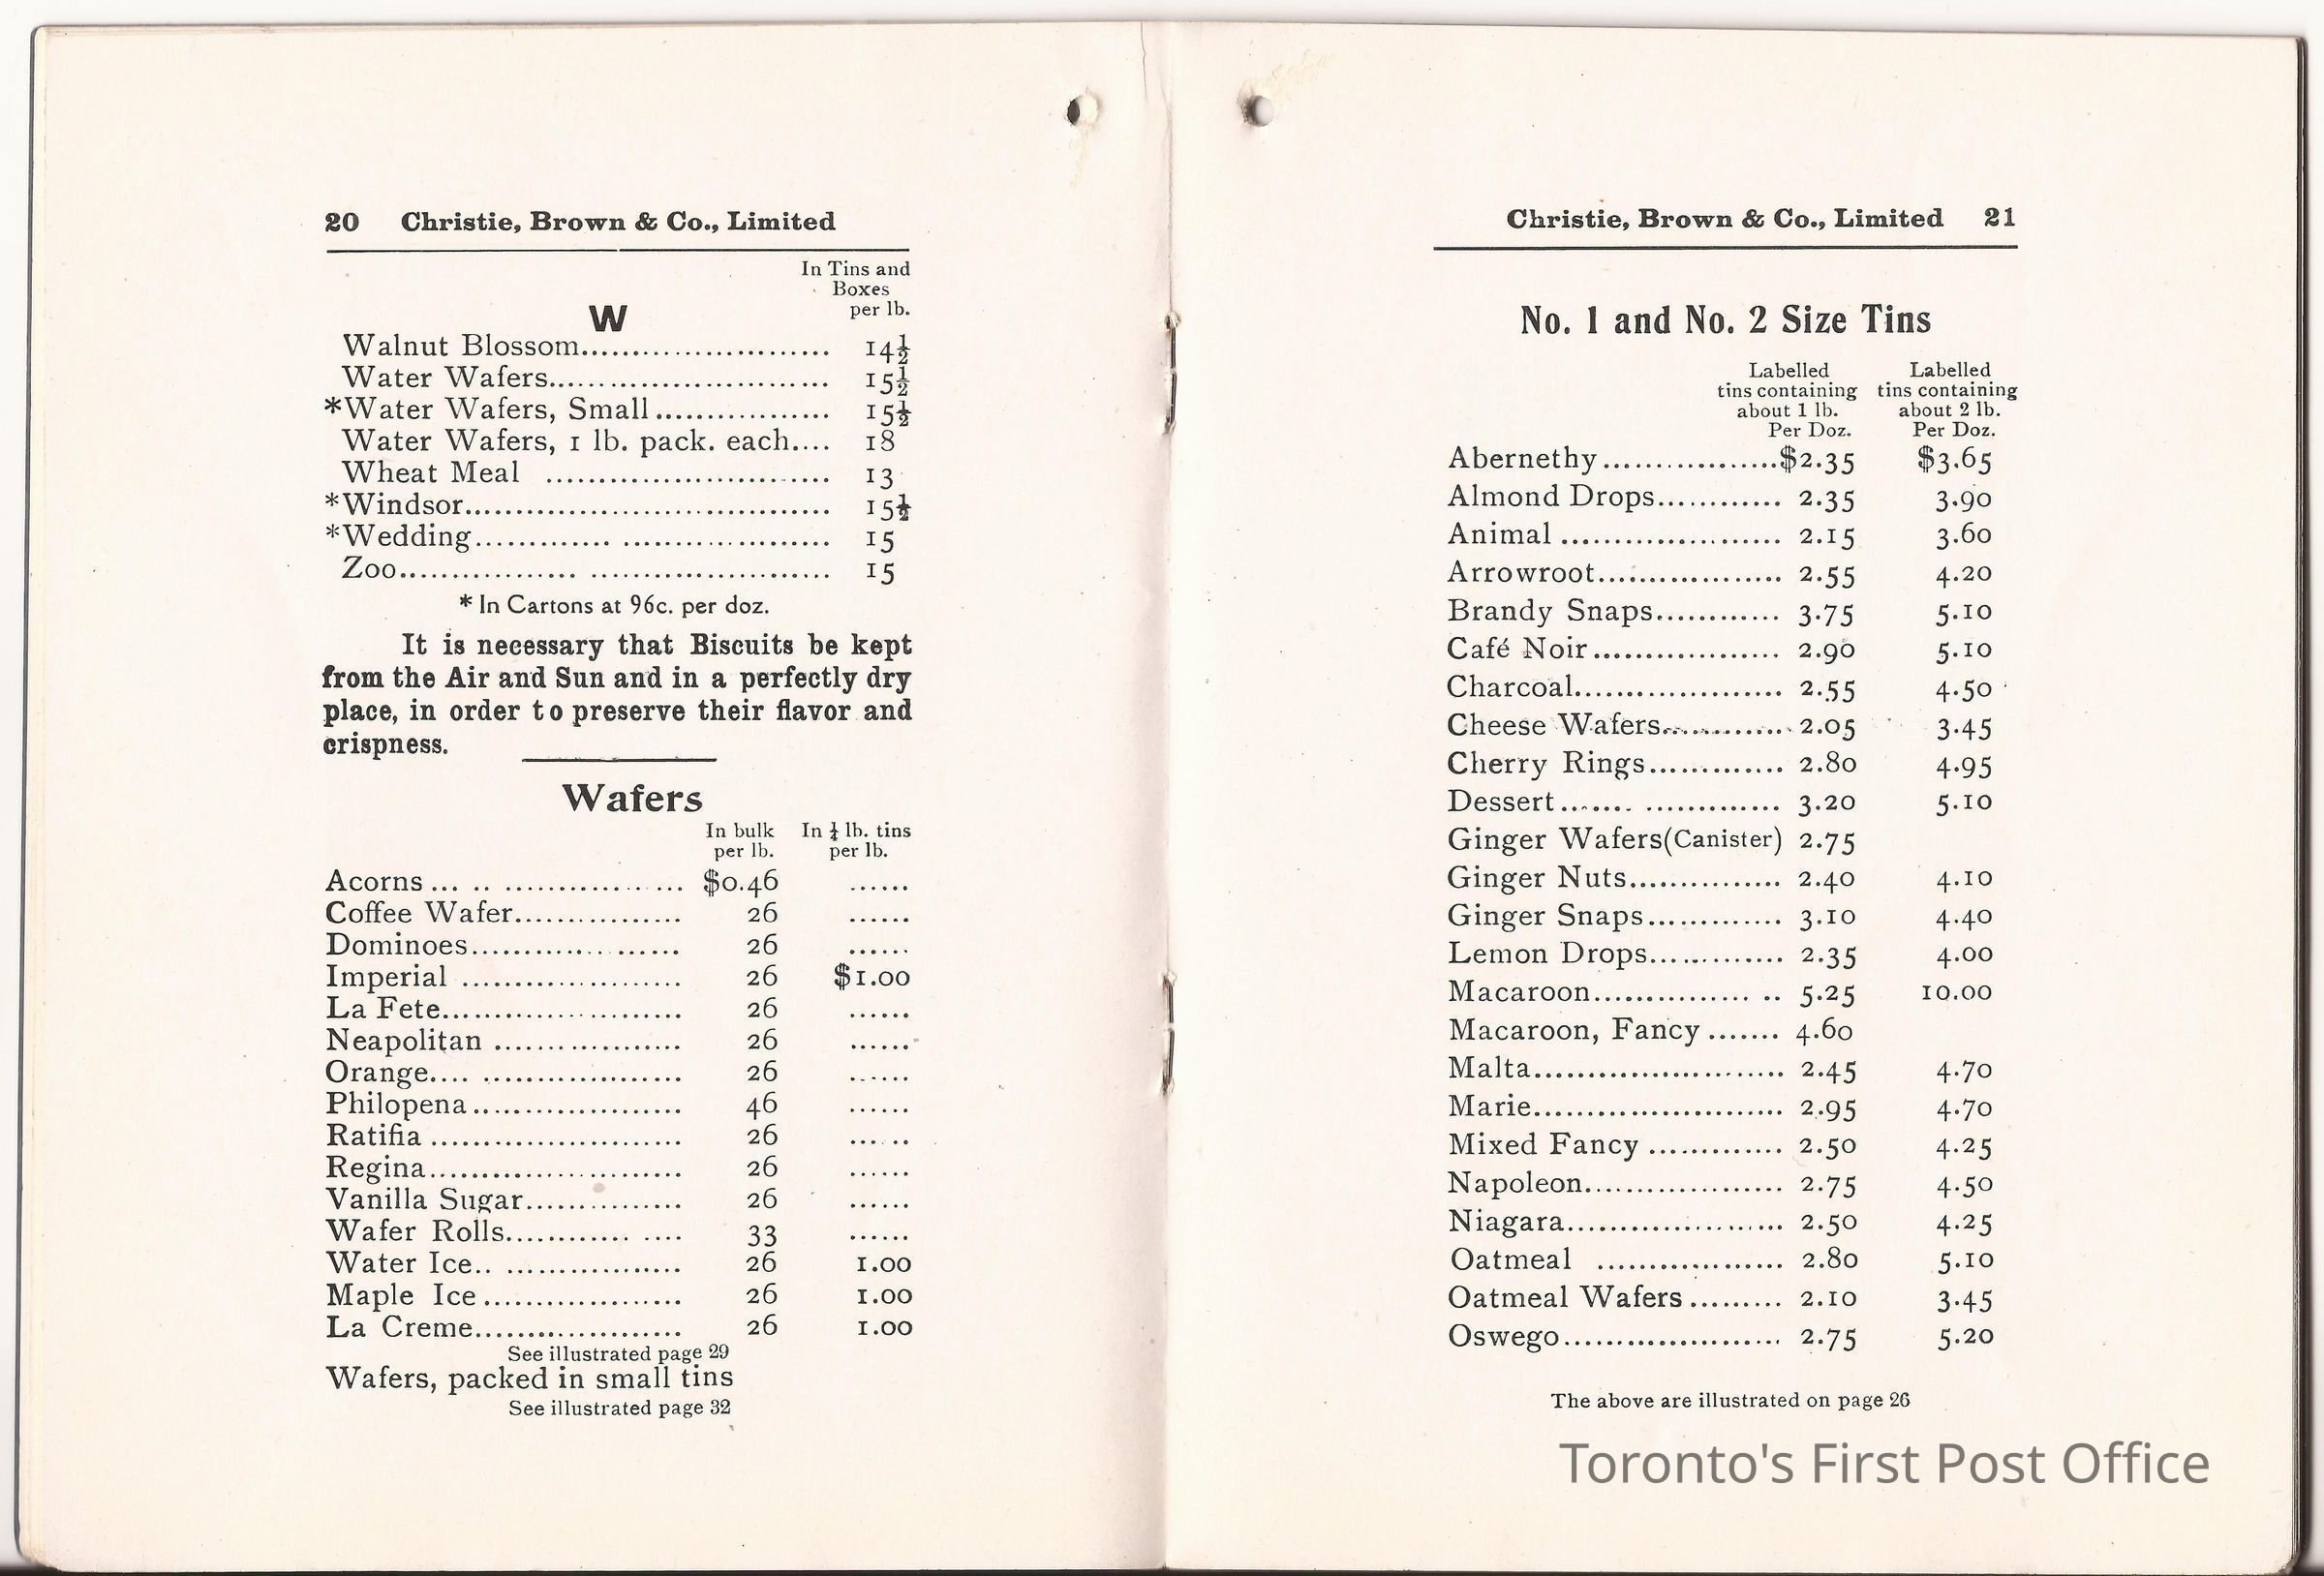 20 Christie, Brown & Co., Limited
In Tins and
Boxes
per lb.
W
Walnut Blossom............................ 14½
Water Wafers................................ 15½
*Water Wafers, Small.................... 15½
Water Wafers, 1 lb. pack. each.... 18
Wheat Meal ................................ 13
*Windsor........................................ 15½
*Wedding............. ........................ 15
Zoo.................... ........................... 15
* In Cartons at 96c. per doz.
It is necessary that Biscuits be kept
from the Air and Sun and in a perfectly dry
place, in order to preserve their flavor and
crispness.
Wafers
In bulk
per lb.
In ¼ lb. tins
per lb.
Acorns ... .. .................... $0.46 ......
Coffee Wafer................... 26 ......
Dominoes........................ 26 ......
Imperial ......................... 26 $1.00
La Fete........................... 26 ......
Neapolitan ..................... 26 ......
Orange.... ....................... 26 ......
Philopena........................ 46 ......
Ratifia ............................ 26 ......
Regina............................. 26 ......
Vanilla Sugar.................. 26 ......
Wafer Rolls.............. .... 33 ......
Water Ice.. .................... 26 1.00
Maple Ice....................... 26 1.00
La Creme........................ 26 1.00
See illustrated page 29
Wafers, packed in small tins
See illustrated page 32
Christie, Brown & Co., Limited 21
No. 1 and No. 2 Size Tins
Labelled
tins containing
about 1 lb.
Per Doz.
Labelled
tins containing
about 2 lb.
Per Doz.
Abernethy....................$2.35 $3.65
Almond Drops............ 2.35 3.90
Animal ...................... 2.15 3.60
Arrowroot................... 2.55 4.20
Brandy Snaps............. 3.75 5.10
Café Noir................... 2.90 5.10
Charcoal..................... 2.55 4.50
Cheese Wafers............. 2.05 3.45
Cherry Rings............. 2.80 4.95
Dessert....... ............. 3.20 5.10
Ginger Wafers(Canister) 2.75
Ginger Nuts............... 2.40 4.10
Ginger Snaps............. 3.10 4.40
Lemon Drops............. 2.35 4.00
Macaroon............... .. 5.25 10.00
Macaroon, Fancy ....... 4.60
Malta......................... 2.45 4.70
Marie......................... 2.95 4.70
Mixed Fancy ............. 2.50 4.25
Napoleon.................... 2.75 4.50
Niagara...................... 2.50 4.25
Oatmeal ................... 2.80 5.10
Oatmeal Wafers ......... 2.10 3.45
Oswego...................... 2.75 5.20
The above are illustrated on page 26
Toronto's First Post Office